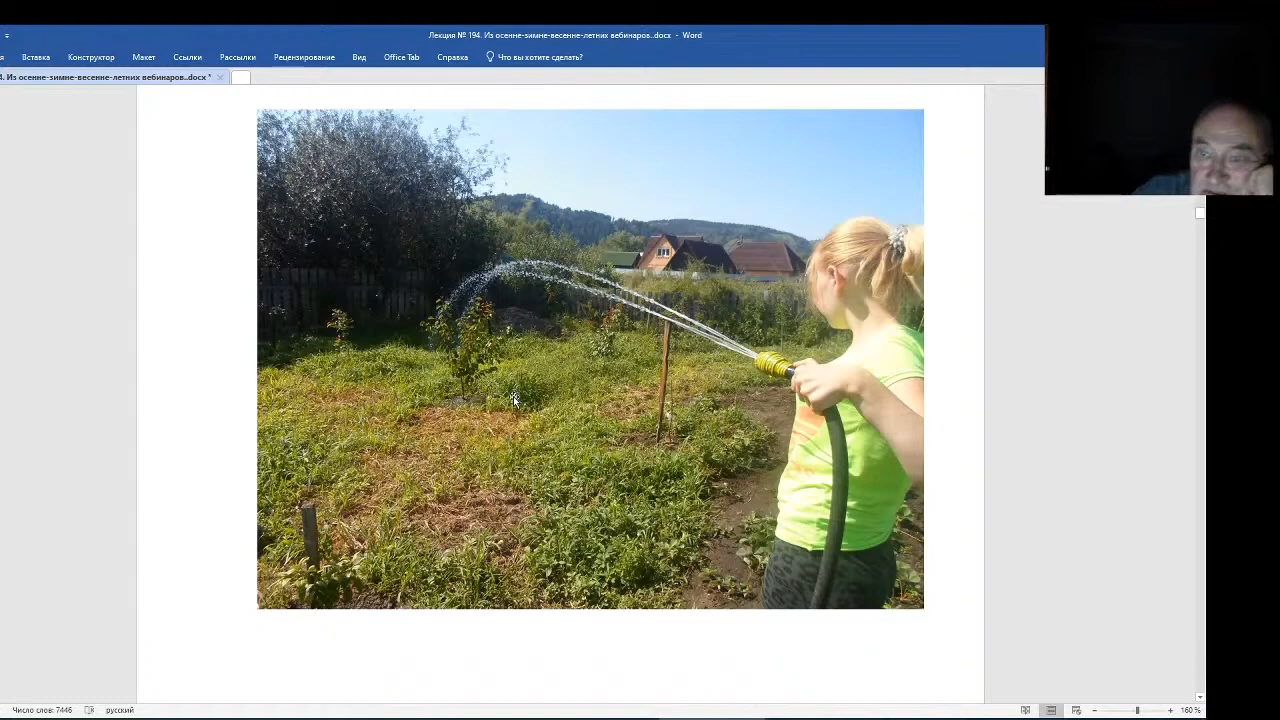 Лекция № 194. Из осенне-зимне-весенне-летних вебинаров..docx - Word
я Вставка Конструктор Макет Ссылки Рассылки Рецензирование Вид Office Tab Справка Что вы хотите сделать?
4. Из осенне-зимне-весенне-летних вебинаров..docx *
Число слов: 7446 русский 160 %